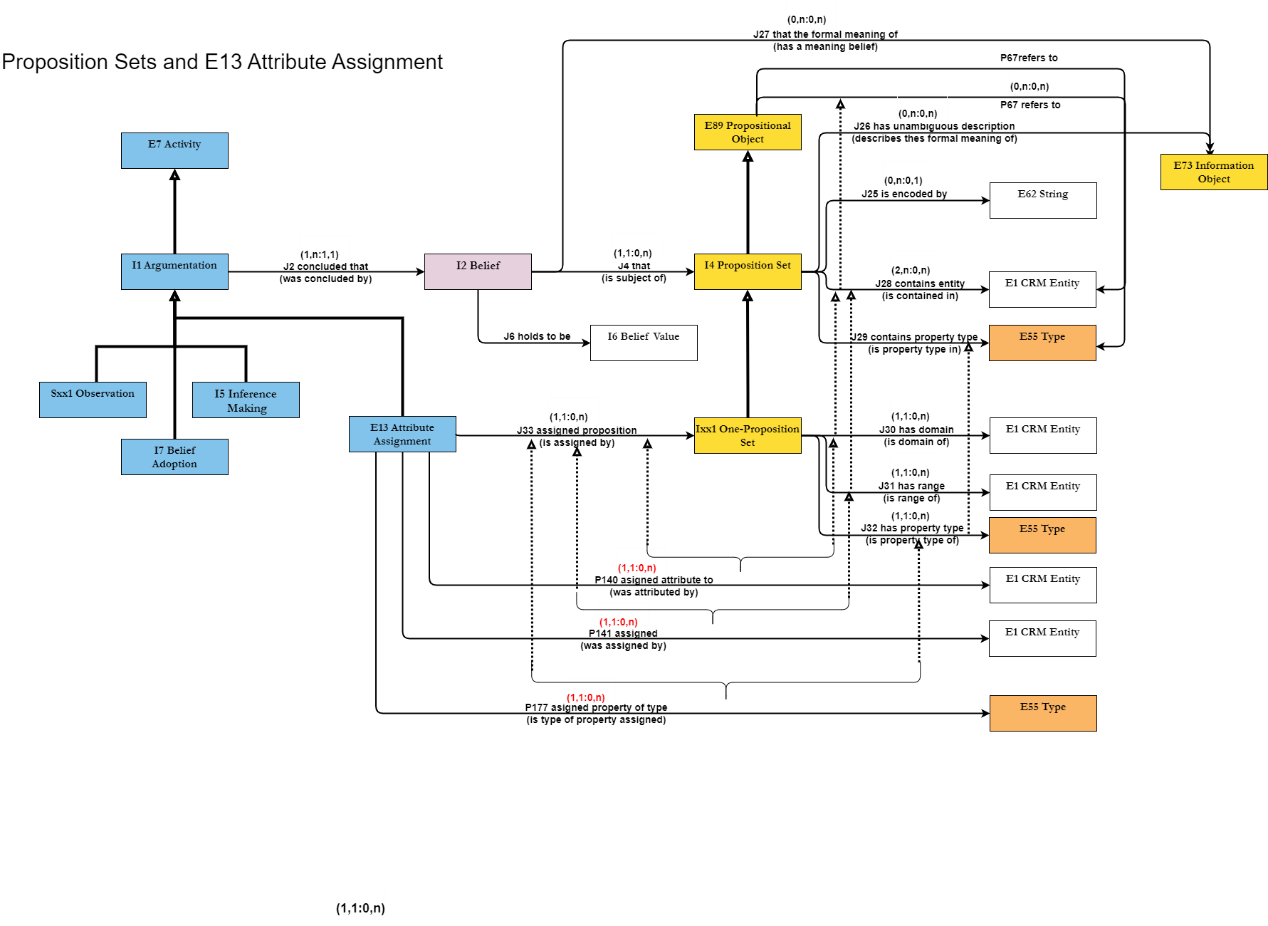 (0,n:0,n)
J27 that the formal meaning of
(has a meaning belief)
Proposition Sets and E13 Attribute Assignment
P67refers to
(0,n:0,n)
P67 refers to
E89 Propositional
Object
(0,n:0,n)
J26 has unambiguous description
(describes thes formal meaning of)
E7 Activity
E73 Information
Object
(0,n:0,1)
J25 is encoded by
E62 String
I1 Argumentation
(1,n:1,1)
J2 concluded that
(was concluded by)
I2 Belief
(1,1:0,n)
J4 that
(is subject of)
I4 Proposition Set
(2,n:0,n)
J28 contains entity
(is contained in)
E1 CRM Entity
J6 holds to be
I6 Belief Value
J29 contains property type
(is property type in)
E55 Type
Sxx1 Observation
I5 Inference
Making
E13 Attribute
Assignment
(1,1:0,n)
J33 assigned proposition
(is assigned by)
Ixx1 One-Proposition
Set
(1,1:0,n)
J30 has domain
(is domain of)
E1 CRM Entity
I7 Belief
Adoption
(1,1:0,n)
J31 has range
(is range of)
E1 CRM Entity
(1,1:0,n)
J32 has property type
(is property type of)
E55 Type
(1,1:0,n)
P140 asigned attribute to
(was attributed by)
E1 CRM Entity
(1,1:0,n)
P141 assigned
(was assigned by)
E1 CRM Entity
(1,1:0,n)
P177 asigned property of type
(is type of property assigned)
E55 Type
(1,1:0,n)